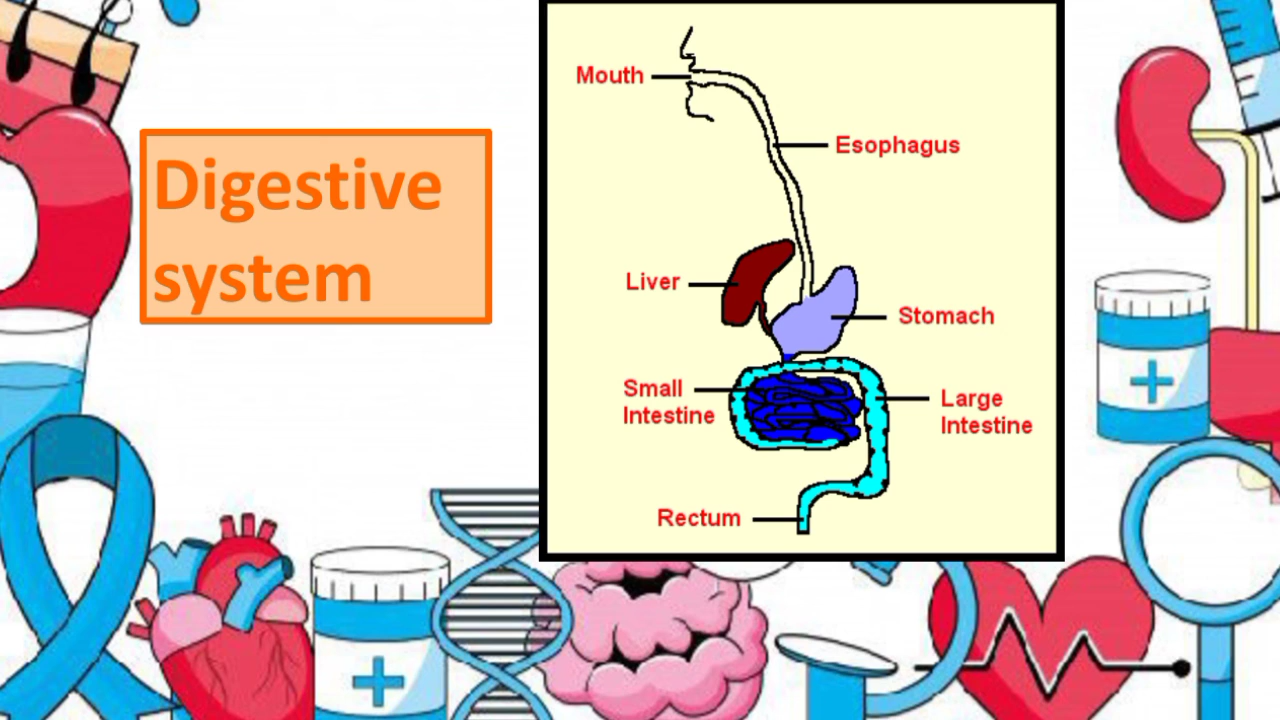 Digestive
system
Mouth
Esophagus
Liver
Stomach
Small
Intestine
Large
Intestine
Rectum